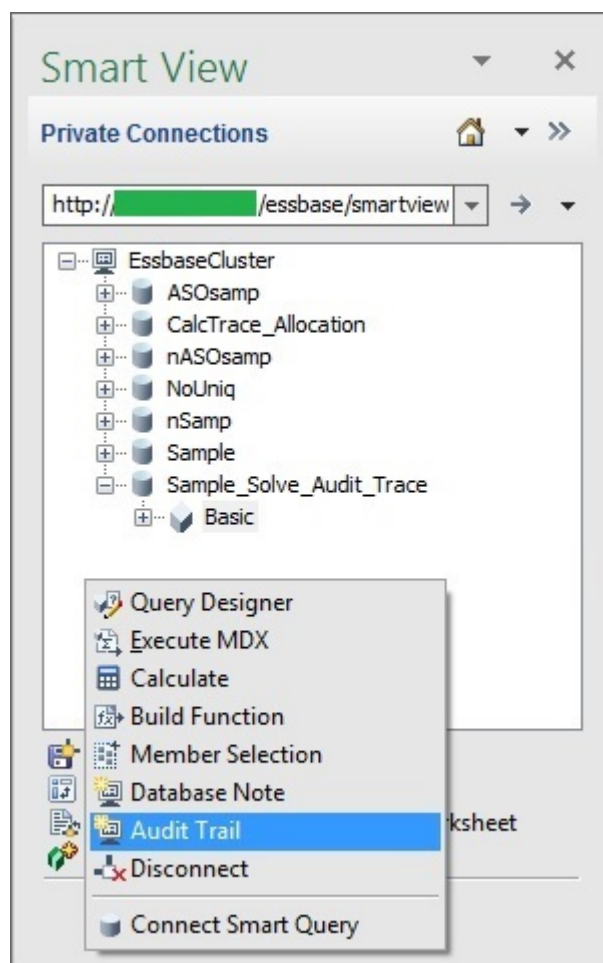 Smart View
Private Connections
http:// /essbase/smartview
EssbaseCluster
ASOsamp
CalcTrace_Allocation
nASOsamp
NoUniq
nSamp
Sample
Sample_Solve_Audit_Trace
Basic
Query Designer
Execute MDX
Calculate
Build Function
Member Selection
Database Note
Audit Trail
ksheet
Disconnect
Connect Smart Query